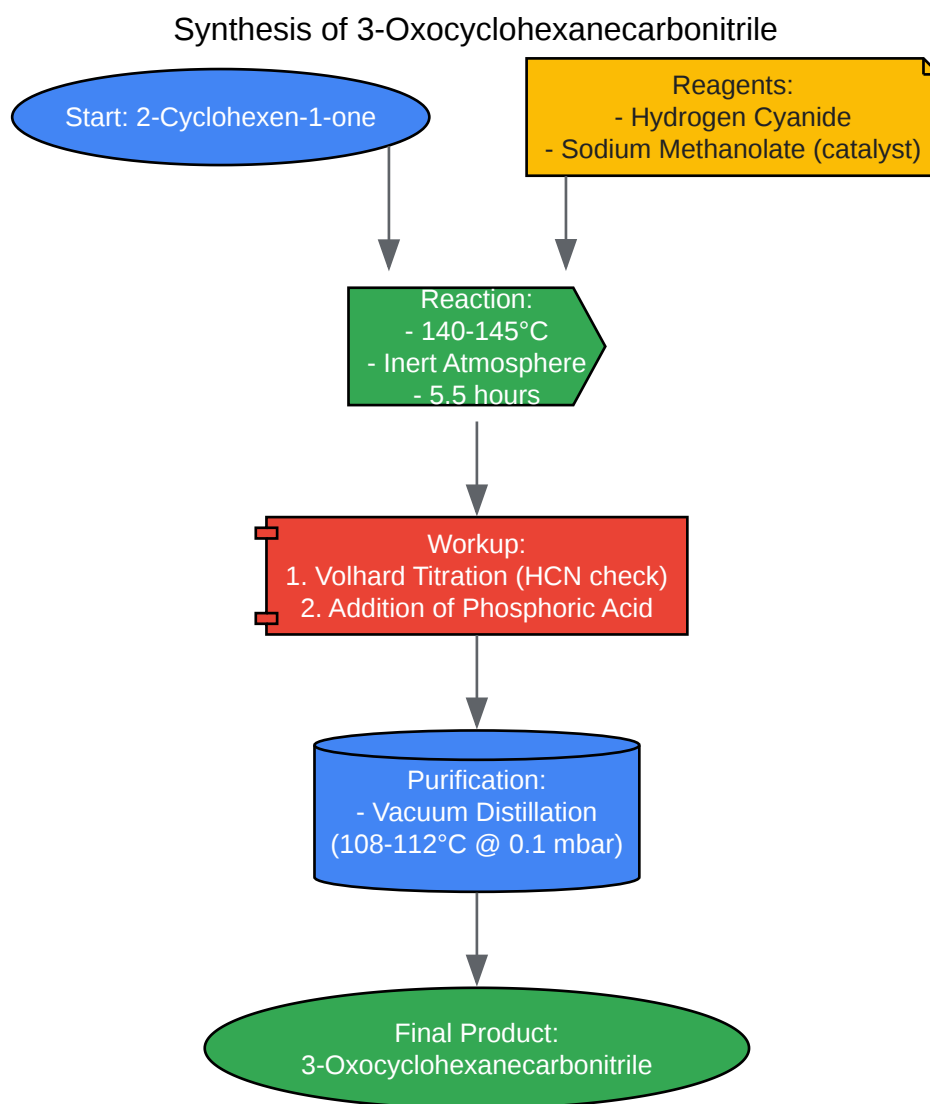 Synthesis of 3-Oxocyclohexanecarbonitrile
Start: 2-Cyclohexen-1-one
Reagents:
- Hydrogen Cyanide
- Sodium Methanolate (catalyst)
Reaction:
- 140-145°C
- Inert Atmosphere
- 5.5 hours
Workup:
1. Volhard Titration (HCN check)
2. Addition of Phosphoric Acid
Purification:
- Vacuum Distillation
(108-112°C @ 0.1 mbar)
Final Product:
3-Oxocyclohexanecarbonitrile